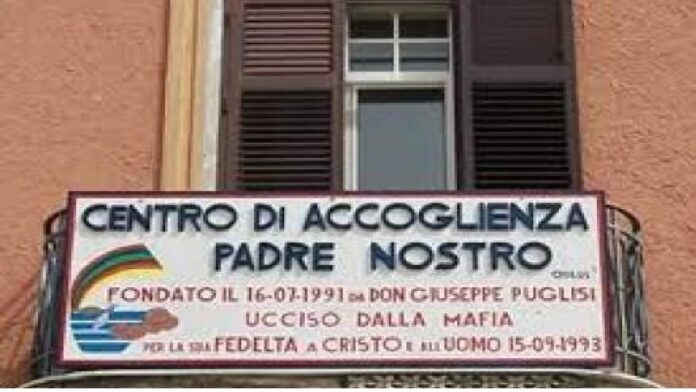 CENTRO DI ACCOGLIENZA
PADRE NOSTRO
ONLUS
FONDATO IL 16-07-1991 DA DON GIUSEPPE PUGLISI
UCCISO DALLA MAFIA
PER LA SUA FEDELTA A CRISTO E ALL'UOMO 15-09-1993